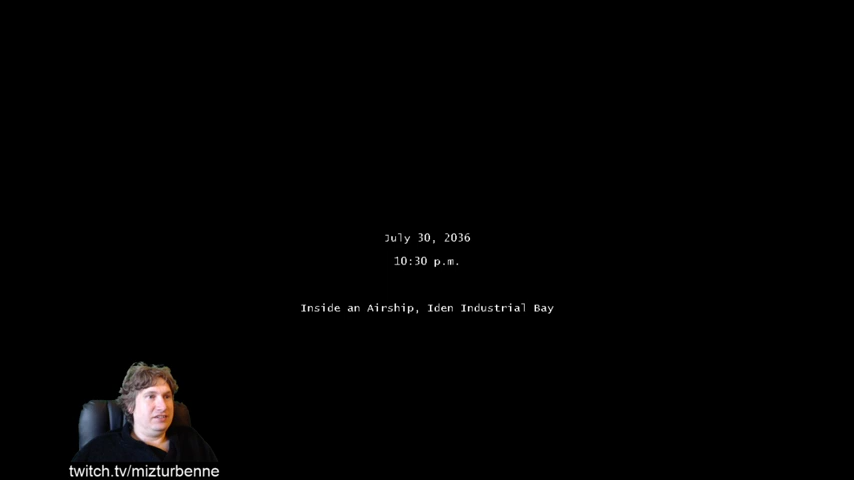 July 30, 2036
10:30 p.m.
Inside an Airship, Iden Industrial Bay
twitch.tv/mizturbenne